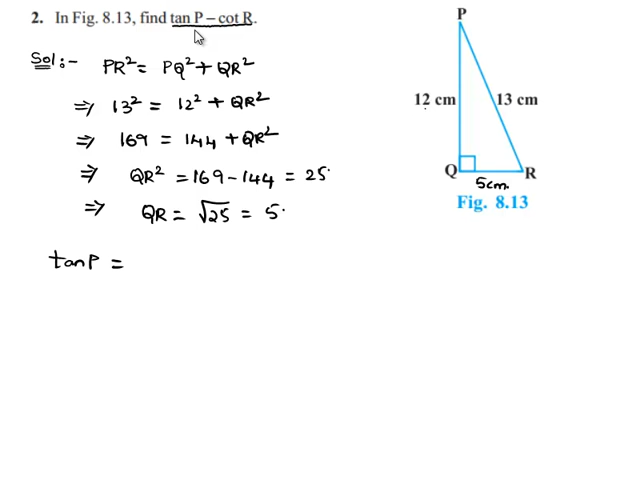 2. In Fig. 8.13, find tan P – cot R.
Sol:-
PR² = PQ² + QR²
⇒ 13² = 12² + QR²
⇒ 169 = 144 + QR²
⇒ QR² = 169 - 144 = 25.
⇒ QR = √25 = 5.
tanP =
P
12 cm
13 cm
Q
R
5cm.
Fig. 8.13